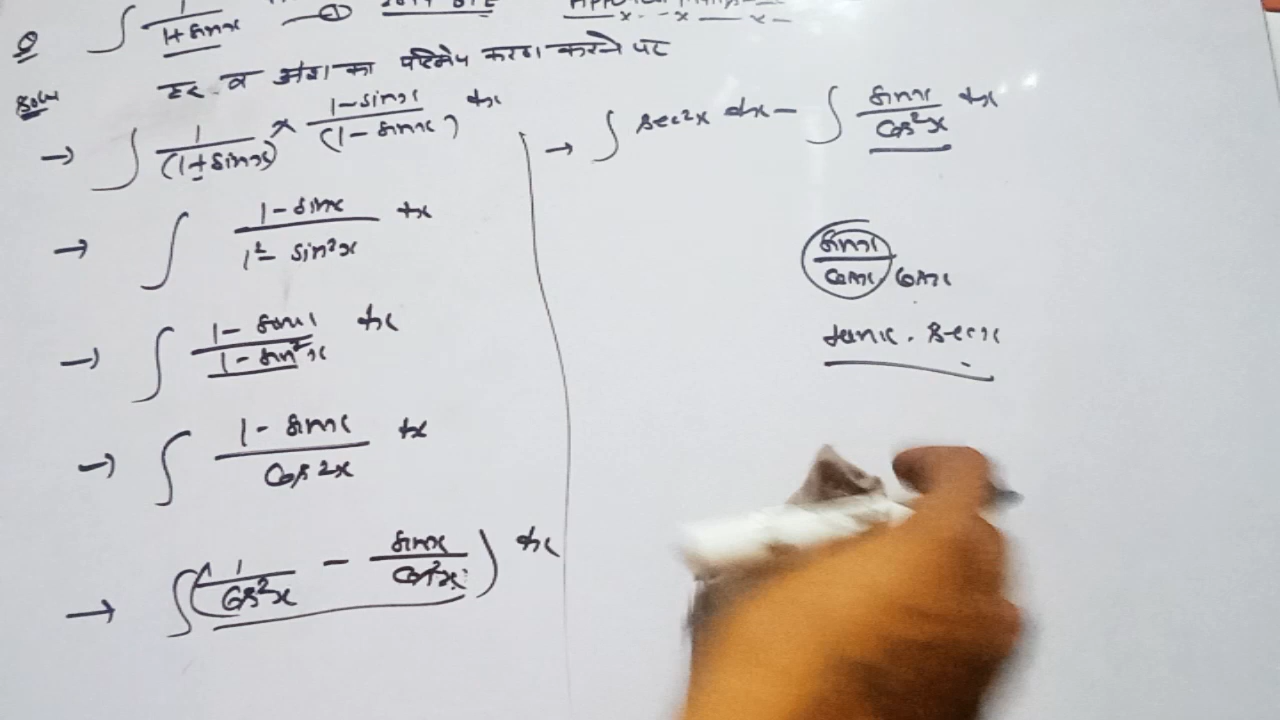 Q ∫ 1/(1+sinx) —①
Soln हर व अंश का परिमेय करण करने पर
→ ∫ 1/(1+sinx) × (1-sinx)/(1-sinx) dx
→ ∫ (1-sinx)/(1²-sin²x) dx
→ ∫ (1-sinx)/(1-sin²x) dx
→ ∫ (1-sinx)/(cos²x) dx
→ ∫(1/cos²x - sinx/cos²x) dx
→ ∫ sec²x dx - ∫ sinx/cos²x dx
sinx/(cosx.cosx)
tanx.secx